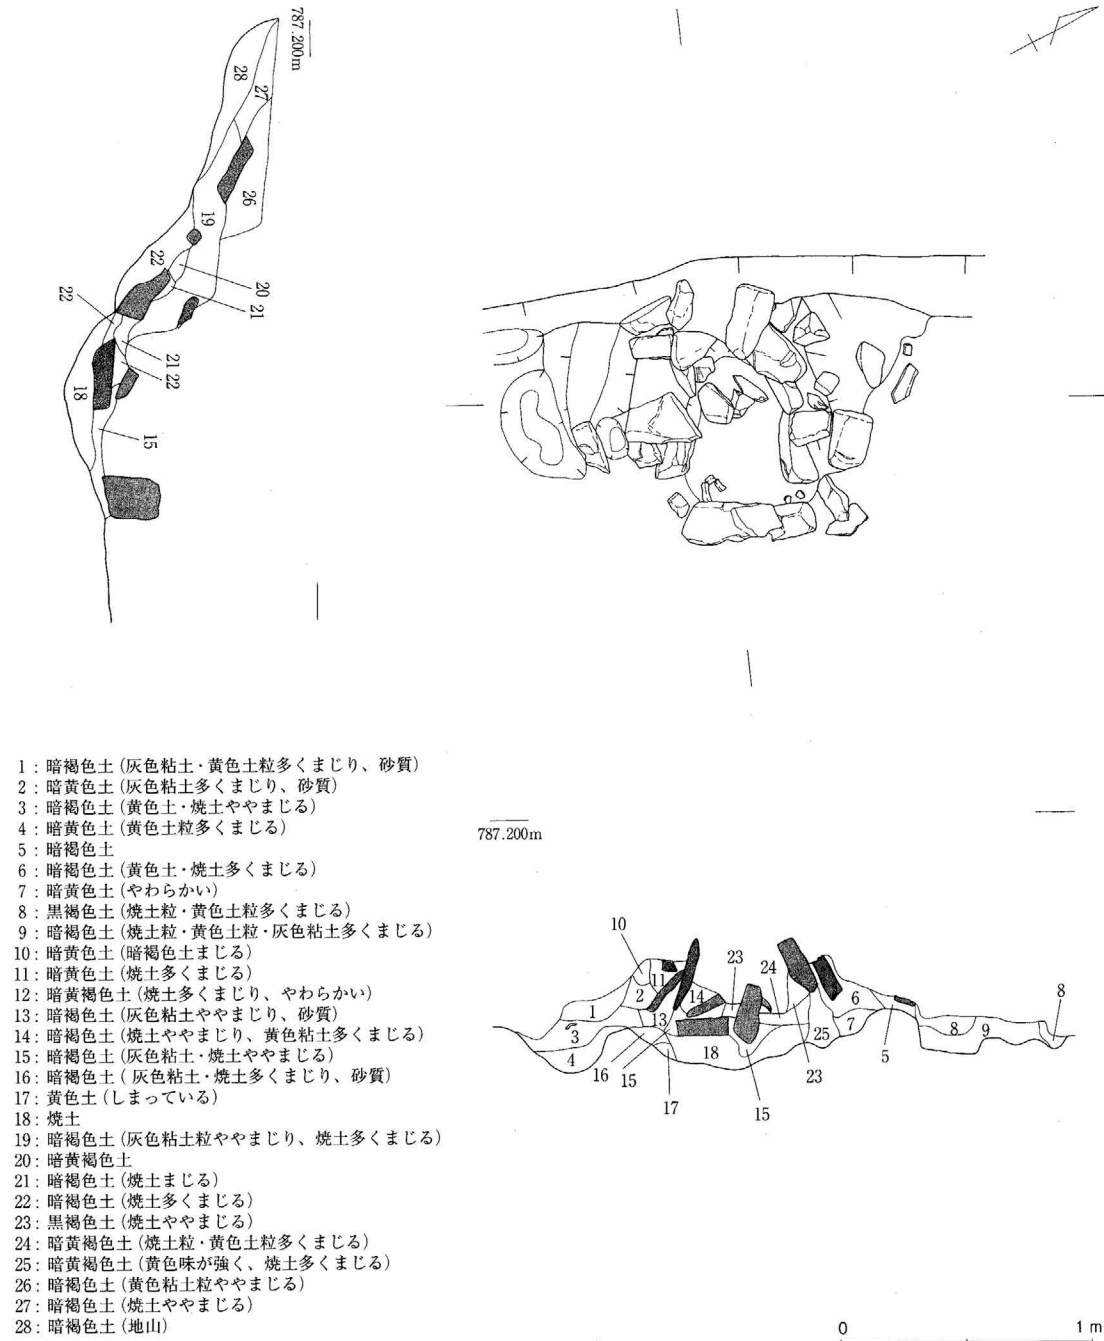 787.200m
28
27
26
19
22
20
21
22
21 22
18
15
787.200m
10
11
2
14
23
24
1
13
6
3
8
7
8
9
25
4
18
5
16
15
23
17
15
1 : 暗褐色土 (灰色粘土・黄色土粒多くまじり、砂質)
2 : 暗黄色土 (灰色粘土多くまじり、砂質)
3 : 暗褐色土 (黄色土・焼土ややまじる)
4 : 暗黄色土 (黄色土粒多くまじる)
5 : 暗褐色土
6 : 暗褐色土 (黄色土・焼土多くまじる)
7 : 暗黄色土 (やわらかい)
8 : 黒褐色土 (焼土粒・黄色土粒多くまじる)
9 : 暗褐色土 (焼土粒・黄色土粒・灰色粘土多くまじる)
10 : 暗黄色土 (暗褐色土まじる)
11 : 暗黄色土 (焼土多くまじる)
12 : 暗黄褐色土 (焼土多くまじり、やわらかい)
13 : 暗褐色土 (灰色粘土ややまじり、砂質)
14 : 暗褐色土 (焼土ややまじり、黄色粘土多くまじる)
15 : 暗褐色土 (灰色粘土・焼土ややまじる)
16 : 暗褐色土 ( 灰色粘土・焼土多くまじり、砂質)
17 : 黄色土 (しまっている)
18 : 焼土
19 : 暗褐色土 (灰色粘土粒ややまじり、焼土多くまじる)
20 : 暗黄褐色土
21 : 暗褐色土 (焼土まじる)
22 : 暗褐色土 (焼土多くまじる)
23 : 黒褐色土 (焼土ややまじる)
24 : 暗黄褐色土 (焼土粒・黄色土粒多くまじる)
25 : 暗黄褐色土 (黄色味が強く、焼土多くまじる)
26 : 暗褐色土 (黄色粘土粒ややまじる)
27 : 暗褐色土 (焼土ややまじる)
28 : 暗褐色土 (地山)
0 1 m